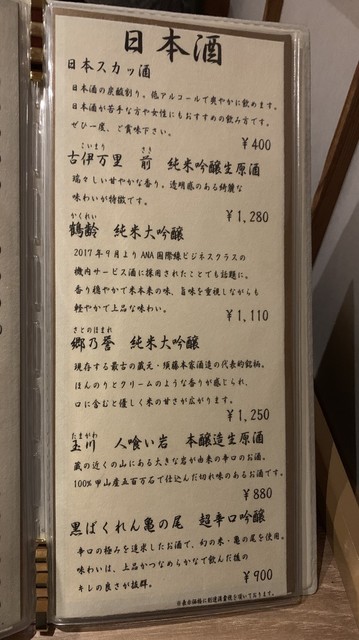 日本酒
日本スカッ酒
日本酒の炭酸割り。低アルコールで爽やかに飲めます。
日本酒が苦手な方や女性にもおすすめの飲み方です。
ぜひ一度、ご賞味下さい。
¥400
こいまり さき
古伊万里 前 純米吟醸生原酒
瑞々しい甘やかな香り。透明感のある綺麗な
味わいが特徴です。
¥1,280
かくれい
鶴齢 純米大吟醸
2017年9月よりANA国際線ビジネスクラスの
機内サービス酒に採用されたことでも話題に。
香り穏やかで米本来の味、旨味を重視しながらも
軽やかで上品な味わい。
¥1,110
さとのほまれ
郷乃誉 純米大吟醸
現存する最古の蔵元・須藤本家酒造の代表的銘柄。
ほんのりとクリームのような香りが感じられ、
口に含むと優しく米の甘さが広がります。
¥1,250
たまがわ
玉川 人喰い岩 本醸造生原酒
蔵の近くの山にある大きな岩が由来の辛口のお酒。
100%甲山産五百万石で仕込んだ切れ味のあるお酒です。
¥880
黒ばくれん亀の尾 超辛口吟醸
辛口の極みを追求したお酒で、幻の米・亀の尾を使用。
味わいは、上品かつなめらかなで飲んだ後の
キレの良さが抜群。
¥900
※表示価格に別途消費税を頂いております。